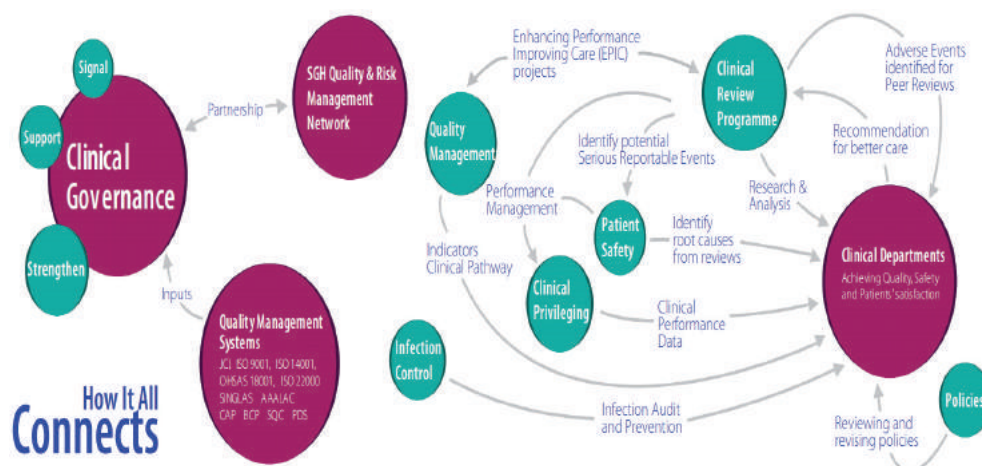 Signal
Support
Clinical
Governance
Strengthen
Partnership
SGH Quality & Risk
Management
Network
Inputs
Quality Management
Systems
JCI ISO 9001, ISO 14001,
OHSAS 18001, ISO 22000
SINGLAS AAALAC
CAP BCP SQC PDS
How It All
Connects
Enhancing Performance
Improving Care (EPIC)
projects
Quality
Management
Clinical
Review
Programme
Adverse Events
identified for
Peer Reviews
Recommendation
for better care
Identify potential
Serious Reportable Events
Performance
Management
Research &
Analysis
Patient
Safety
Identify
root causes
from reviews
Indicators
Clinical Pathway
Clinical
Privileging
Clinical
Performance
Data
Clinical Departments
Achieving Quality, Safety
and Patients' satisfaction
Infection
Control
Infection Audit
and Prevention
Reviewing and
revising policies
Policies